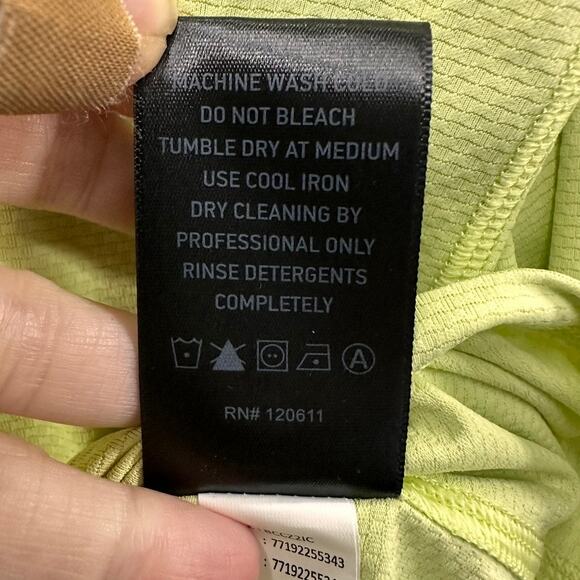 MACHINE WASH COLD
DO NOT BLEACH
TUMBLE DRY AT MEDIUM
USE COOL IRON
DRY CLEANING BY
PROFESSIONAL ONLY
RINSE DETERGENTS
COMPLETELY
A
RN# 120611
: 77192255343